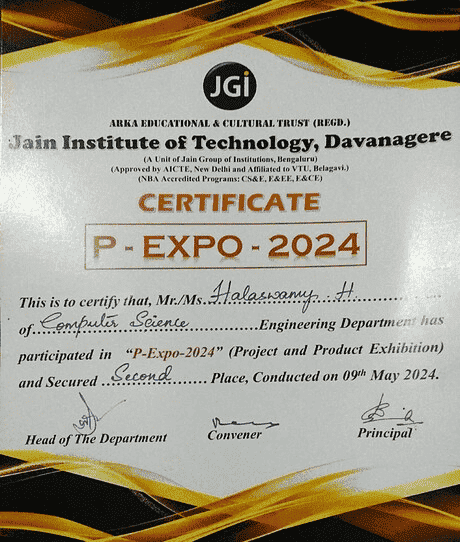 JGi
ARKA EDUCATIONAL & CULTURAL TRUST (REGD.)
Jain Institute of Technology, Davanagere
(A Unit of Jain Group of Institutions, Bengaluru)
(Approved by AICTE, New Delhi and Affiliated to VTU, Belagavi.)
(NBA Accredited Programs: CS&E, E&EE, E&CE)
CERTIFICATE
P - EXPO - 2024
This is to certify that, Mr./Ms. Halaswamy. H.
of Computer Science Engineering Department has
participated in "P-Expo-2024" (Project and Product Exhibition)
and Secured Second Place, Conducted on 09th May 2024.
Head of The Department Convener Principal